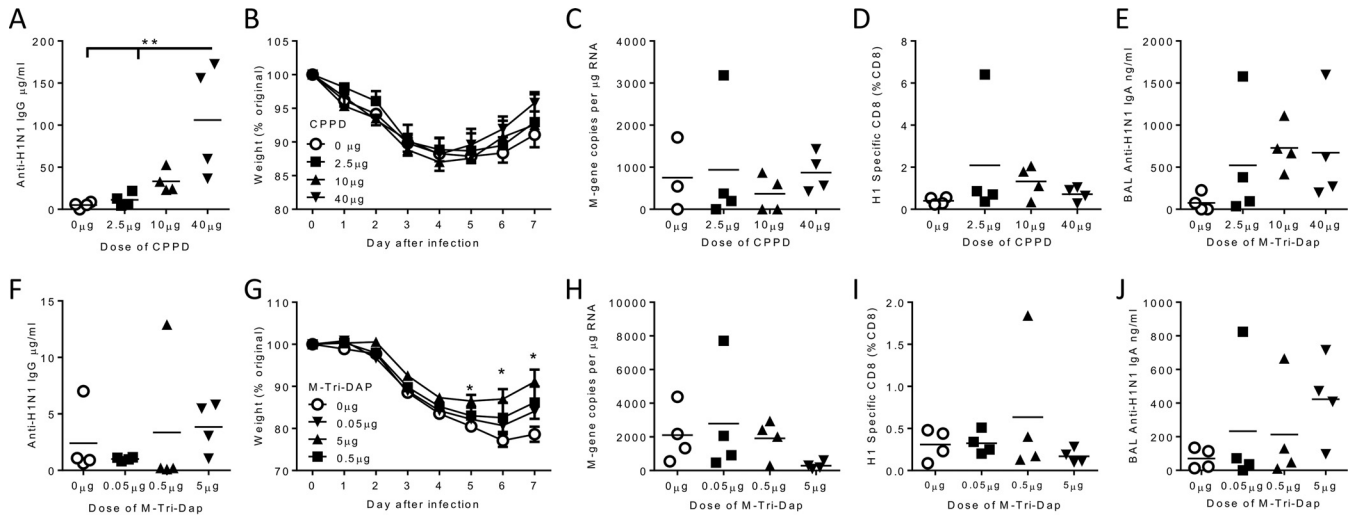 A
Anti-H1N1 IgG µg/ml
200
150
100
50
0
**
0µg 2.5µg 10µg 40µg
Dose of CPPD
B
Weight (% original)
105
100
95
90
85
80
CPPD
0 µg
2.5µg
10µg
40µg
0 1 2 3 4 5 6 7
Day after infection
C
M-gene copies per µg RNA
4000
3000
2000
1000
0
0µg 2.5µg 10µg 40µg
Dose of CPPD
D
H1 Specific CD8 (%CD8)
8
6
4
2
0
0µg 2.5µg 10µg 40µg
Dose of CPPD
E
BAL Anti-H1N1 IgA ng/ml
2000
1500
1000
500
0
0µg 2.5µg 10µg 40µg
Dose of M-Tri-Dap
F
Anti-H1N1 IgG µg/ml
15
10
5
0
0µg 0.05µg 0.5µg 5µg
Dose of M-Tri-Dap
G
Weight (% original)
110
100
90
80
70
M-Tri-DAP
0µg
0.05µg
5µg
0.5µg
* * *
0 1 2 3 4 5 6 7
Day after infection
H
M-gene copies per µg RNA
10000
8000
6000
4000
2000
0
0µg 0.05µg 0.5µg 5µg
Dose of M-Tri-Dap
I
H1 Specific CD8 (%CD8)
2.0
1.5
1.0
0.5
0.0
0µg 0.05µg 0.5µg 5µg
Dose of M-Tri-Dap
J
BAL Anti-H1N1 IgA ng/ml
1000
800
600
400
200
0
0µg 0.05µg 0.5µg 5µg
Dose of M-Tri-Dap